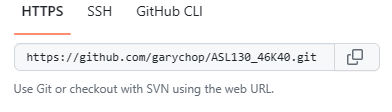 HTTPS SSH GitHub CLI
https://github.com/garychop/ASL130_46K40.git
Use Git or checkout with SVN using the web URL.